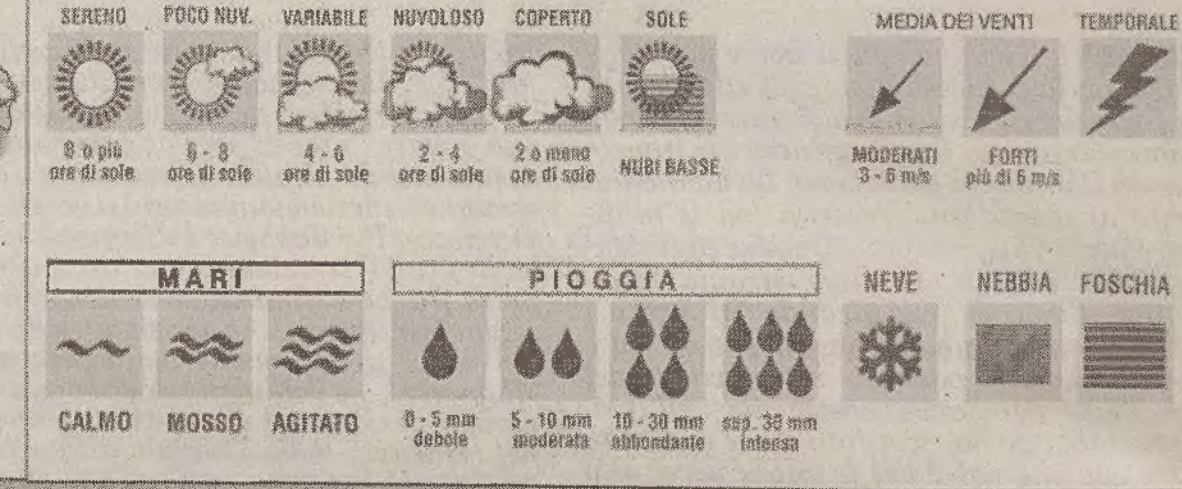 SERENO
8 o più
ore di sole
POCO NUV.
6 - 8
ore di sole
VARIABILE
4 - 6
ore di sole
NUVOLOSO
2 - 4
ore di sole
COPERTO
2 o meno
ore di sole
SOLE
NUBI BASSE
MEDIA DEI VENTI
MODERATI
3 - 6 m/s
FORTI
più di 6 m/s
TEMPORALE
MARI
CALMO
MOSSO
AGITATO
PIOGGIA
0 - 5 mm
debole
5 - 10 mm
moderata
10 - 30 mm
abbondante
sup. 30 mm
intensa
NEVE
NEBBIA
FOSCHIA